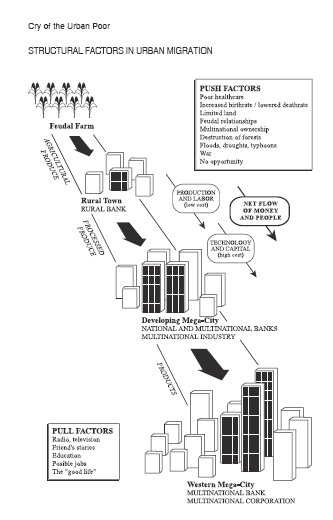 Cry of the Urban Poor
STRUCTURAL FACTORS IN URBAN MIGRATION
PUSH FACTORS
Poor healthcare
Increased birthrate / lowered deathrate
Limited land
Feudal relationships
Multinational ownership
Destruction of forests
Floods, droughts, typhoons
War
No opportunity
Feudal Farm
AGRICULTURAL
PRODUCE
Rural Town
RURAL BANK
PRODUCTION
AND LABOR
(low cost)
NET FLOW
OF MONEY
AND PEOPLE
PROCESSED
PRODUCE
TECHNOLOGY
AND CAPITAL
(high cost)
Developing Mega-City
NATIONAL AND MULTINATIONAL BANKS
MULTINATIONAL INDUSTRY
PRODUCTS
PULL FACTORS
Radio, television
Friend's stories
Education
Posible jobs
The "good life"
Western Mega-City
MULTINATIONAL BANK
MULTINATIONAL CORPORATION